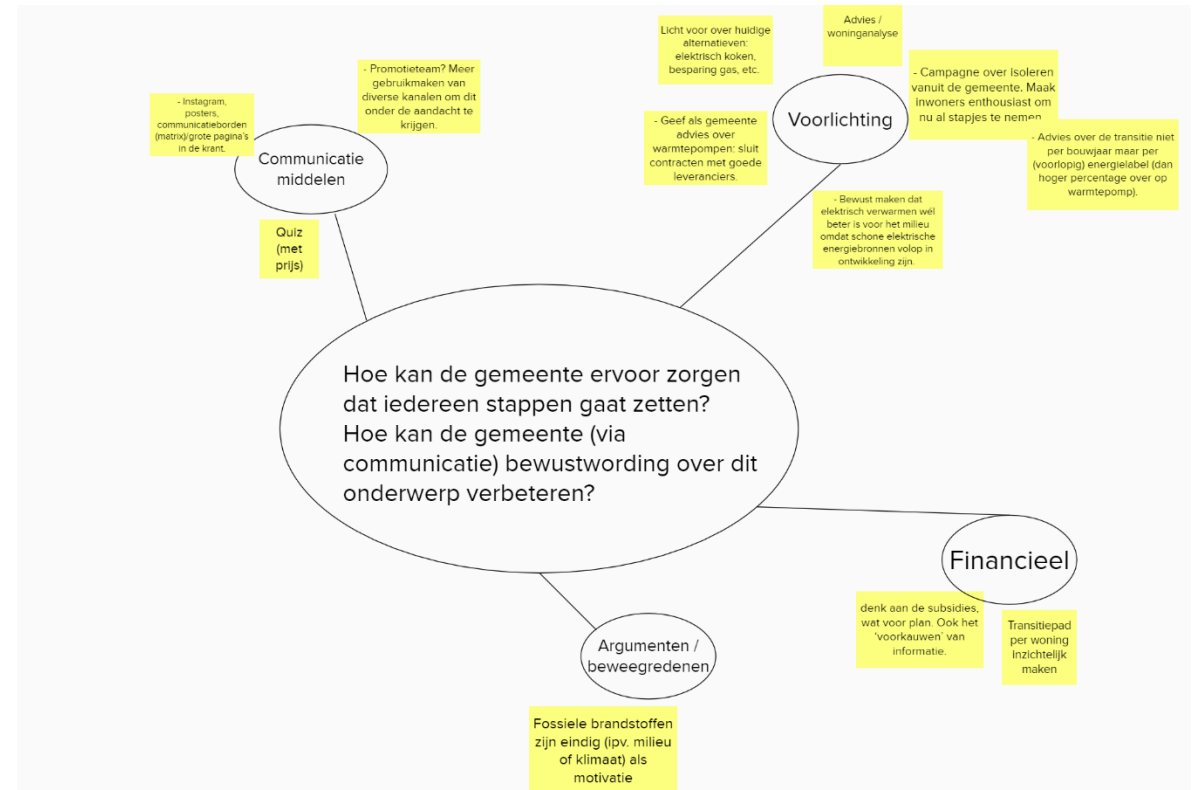 - Instagram,
posters,
communicatieborden
(matrix)/grote pagina's
in de krant.
- Promotieteam? Meer
gebruikmaken van
diverse kanalen om dit
onder de aandacht te
krijgen.
Communicatie
middelen
Quiz
(met
prijs)
Licht voor over huidige
alternatieven:
elektrisch koken,
besparing gas, etc.
Advies /
woninganalyse
- Campagne over isoleren
vanuit de gemeente. Maak
inwoners enthousiast om
nu al stapjes te nemen
Voorlichting
- Geef als gemeente
advies over
warmtepompen: sluit
contracten met goede
leveranciers.
- Advies over de transitie niet
per bouwjaar maar per
(voorlopig) energielabel (dan
hoger percentage over op
warmtepomp).
- Bewust maken dat
elektrisch verwarmen wél
beter is voor het milieu
omdat schone elektrische
energiebronnen volop in
ontwikkeling zijn.
Hoe kan de gemeente ervoor zorgen
dat iedereen stappen gaat zetten?
Hoe kan de gemeente (via
communicatie) bewustwording over dit
onderwerp verbeteren?
Financieel
denk aan de subsidies,
wat voor plan. Ook het
'voorkauwen' van
informatie.
Transitiepad
per woning
inzichtelijk
maken
Argumenten /
beweegredenen
Fossiele brandstoffen
zijn eindig (ipv. milieu
of klimaat) als
motivatie